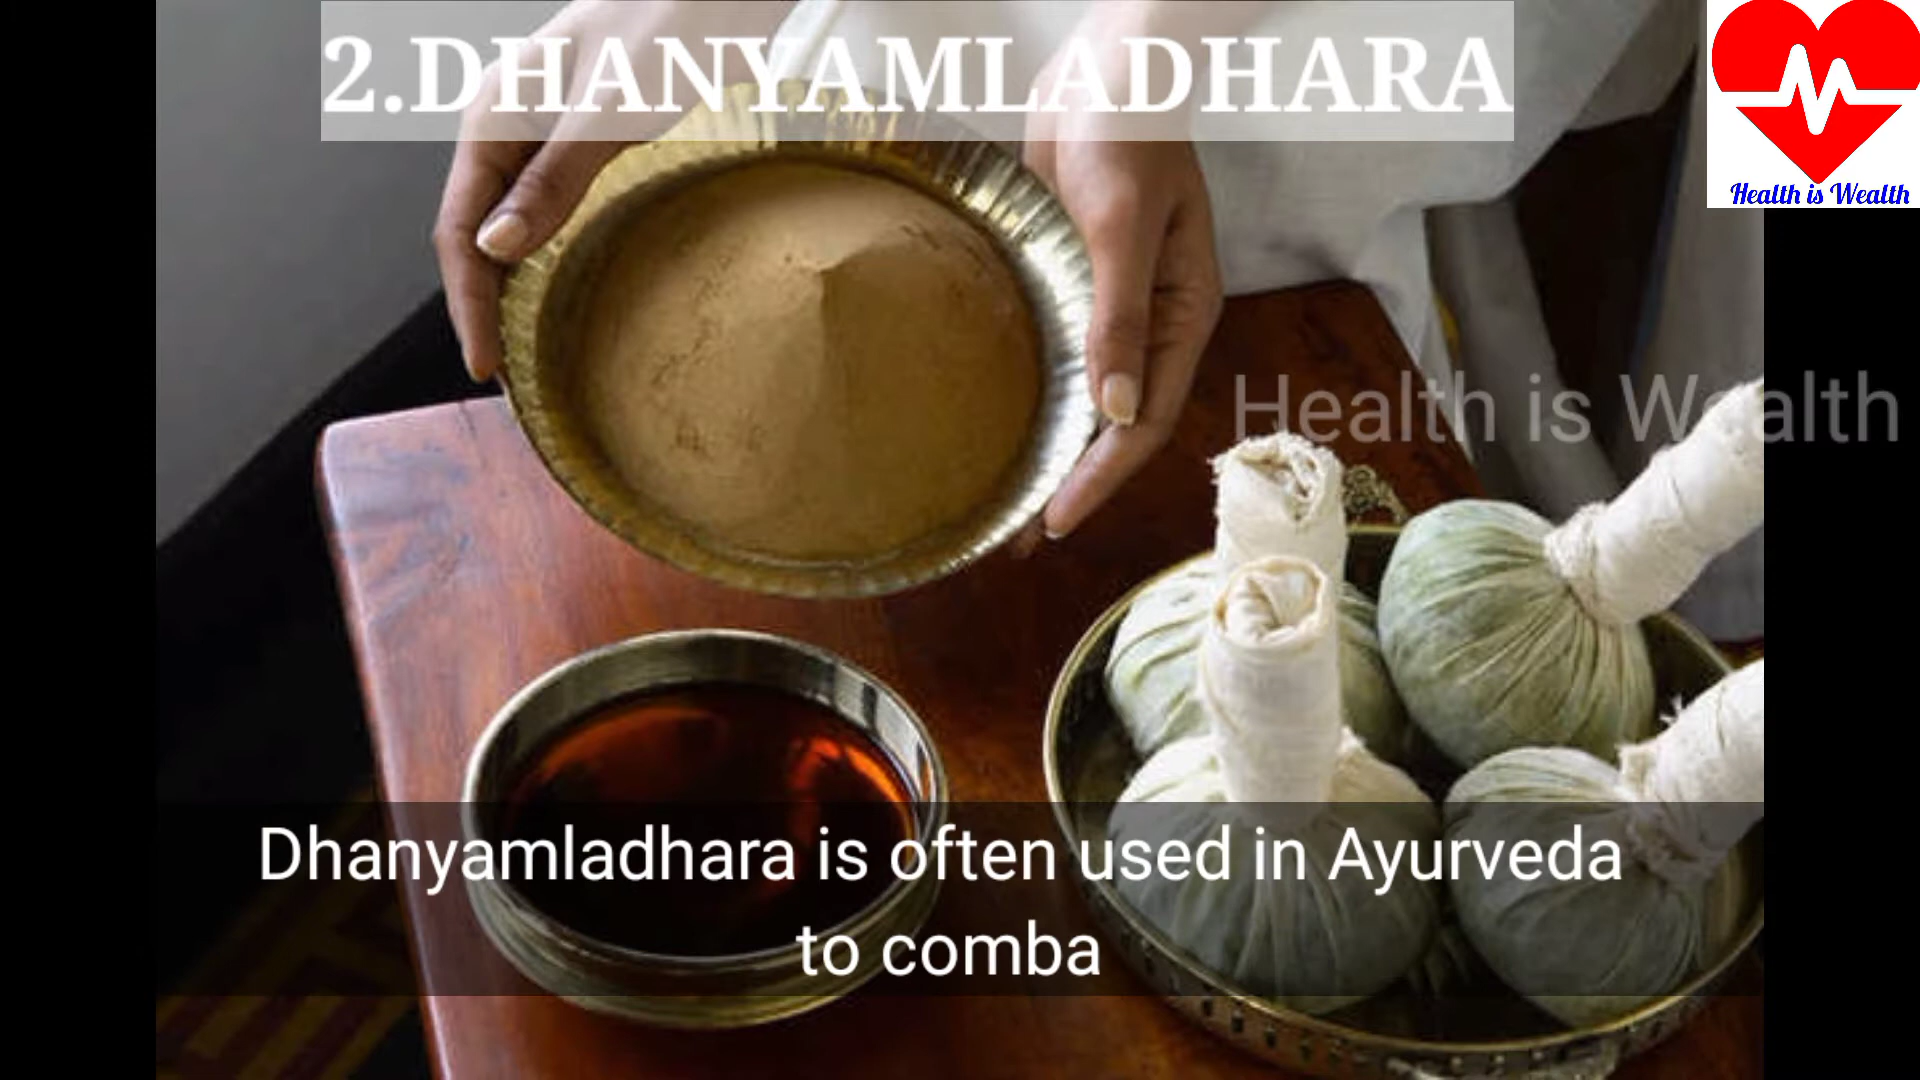 2.DHANYAMLADHARA
Health is Wealth
Health is Wealth
Dhanyamladhara is often used in Ayurveda
to comba